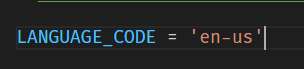 LANGUAGE_CODE = 'en-us'